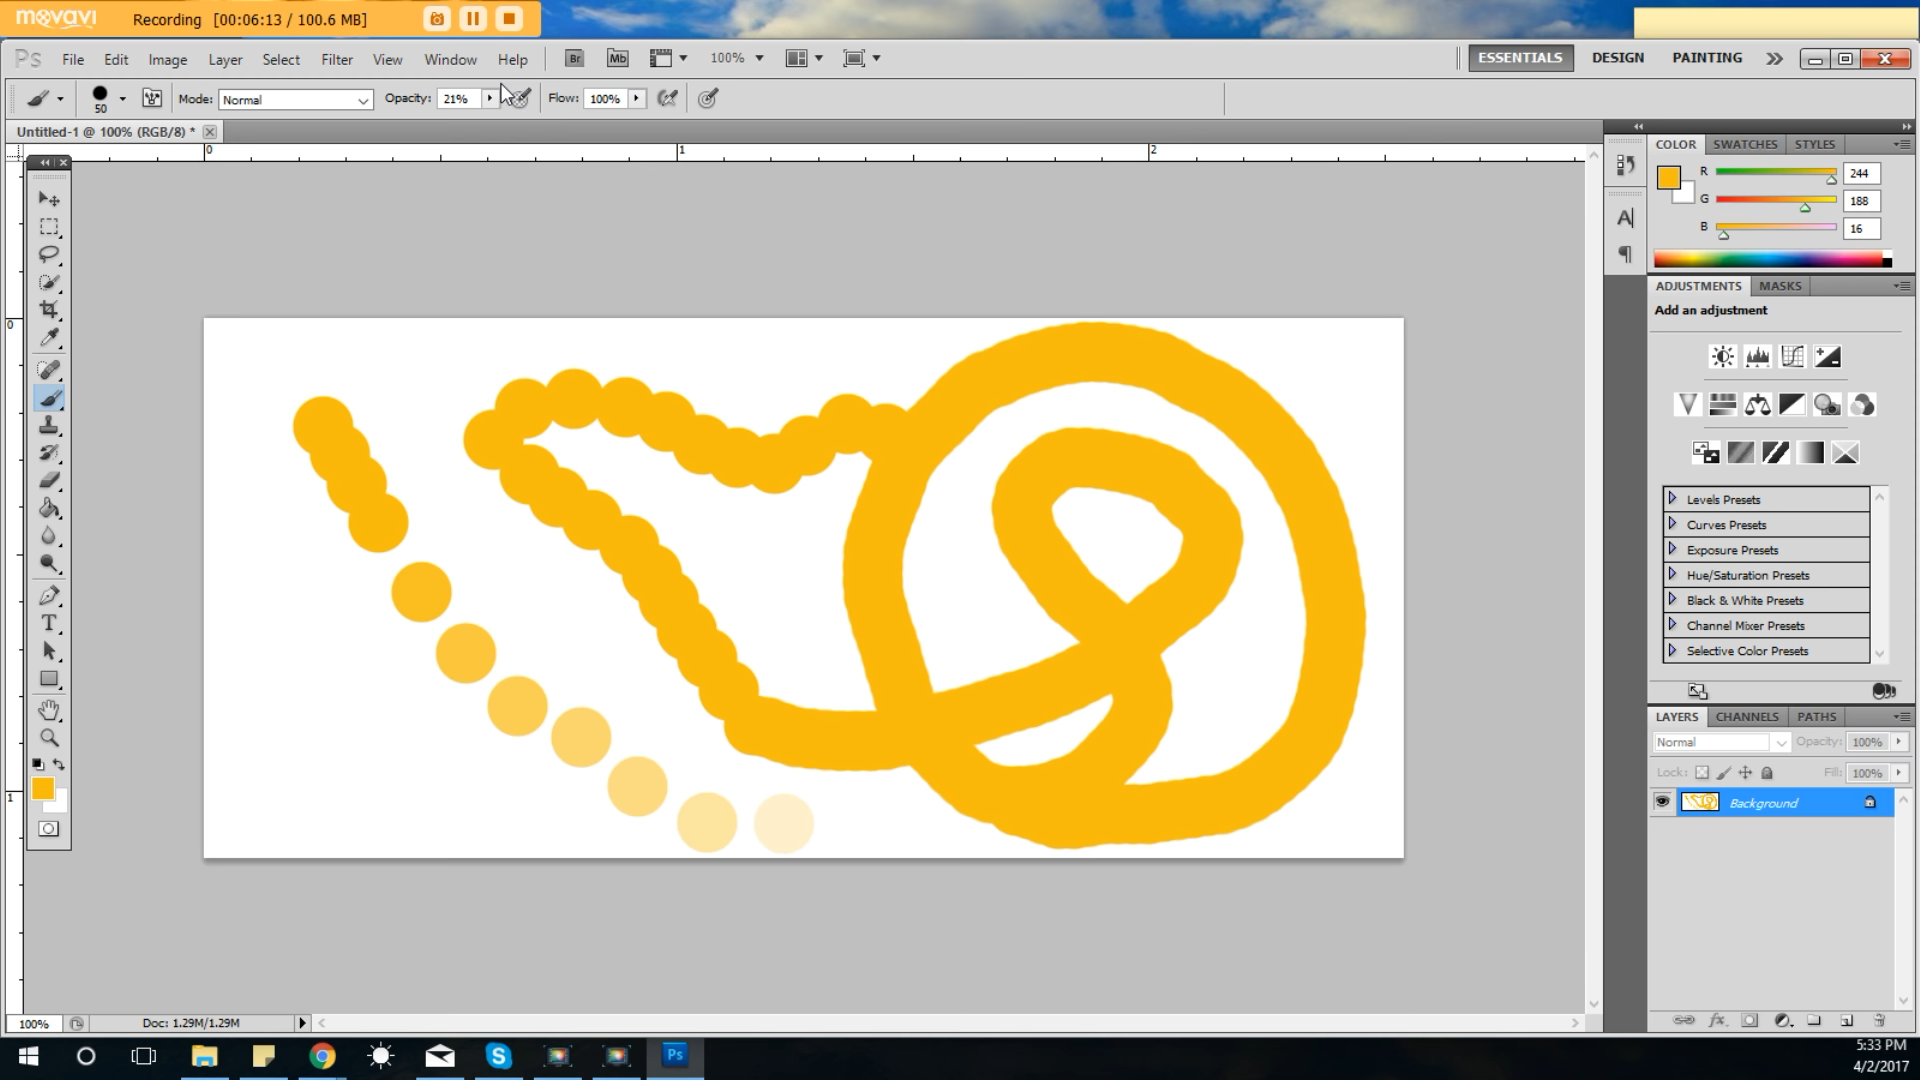 movavi Recording [00:06:13 / 100.6 MB]
Ps File Edit Image Layer Select Filter View Window Help Br Mb 100% ESSENTIALS DESIGN PAINTING
50 Mode: Normal Opacity: 21% Flow: 100%
Untitled-1 @ 100% (RGB/8) *
0 1 2
0
1
COLOR SWATCHES STYLES
R 244
G 188
B 16
ADJUSTMENTS MASKS
Add an adjustment
Levels Presets
Curves Presets
Exposure Presets
Hue/Saturation Presets
Black & White Presets
Channel Mixer Presets
Selective Color Presets
LAYERS CHANNELS PATHS
Normal Opacity: 100%
Lock: Fill: 100%
Background
100% Doc: 1.29M/1.29M
Ps
5:33 PM
4/2/2017